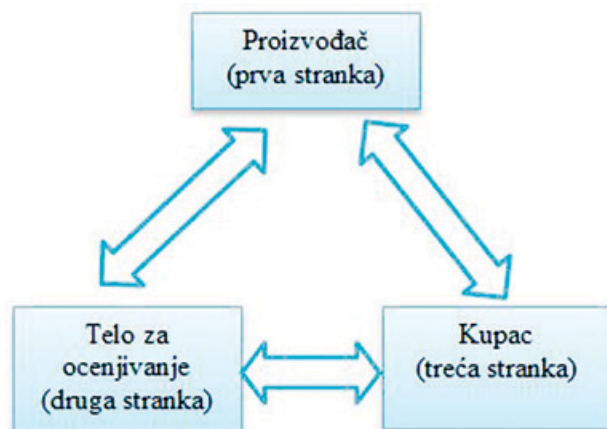 Proizvođač
(prva stranka)
Telo za
ocenjivanje
(druga stranka)
Kupac
(treća stranka)